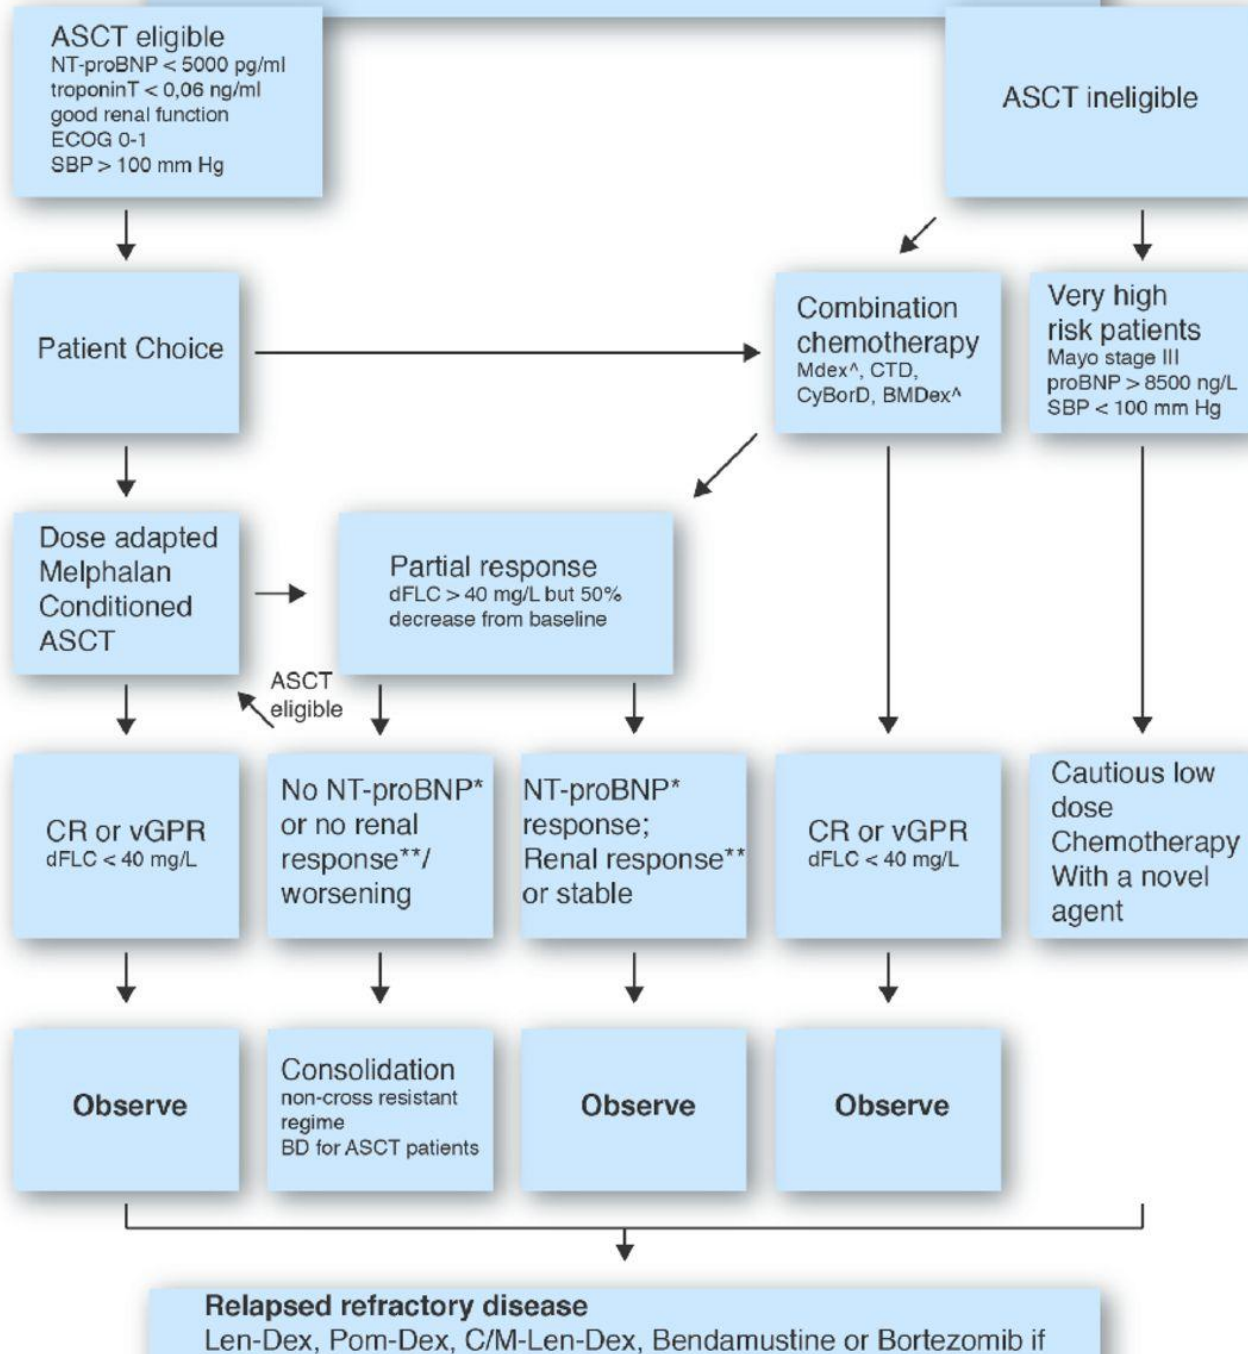 ASCT eligible
NT-proBNP < 5000 pg/ml
troponinT < 0,06 ng/ml
good renal function
ECOG 0-1
SBP > 100 mm Hg
ASCT ineligible
Patient Choice
Combination
chemotherapy
Mdex^, CTD,
CyBorD, BMDex^
Very high
risk patients
Mayo stage III
proBNP > 8500 ng/L
SBP < 100 mm Hg
Dose adapted
Melphalan
Conditioned
ASCT
Partial response
dFLC > 40 mg/L but 50%
decrease from baseline
ASCT
eligible
CR or vGPR
dFLC < 40 mg/L
No NT-proBNP*
or no renal
response**/
worsening
NT-proBNP*
response;
Renal response**
or stable
CR or vGPR
dFLC < 40 mg/L
Cautious low
dose
Chemotherapy
With a novel
agent
Observe
Consolidation
non-cross resistant
regime
BD for ASCT patients
Observe
Observe
Relapsed refractory disease
Len-Dex, Pom-Dex, C/M-Len-Dex, Bendamustine or Bortezomib if